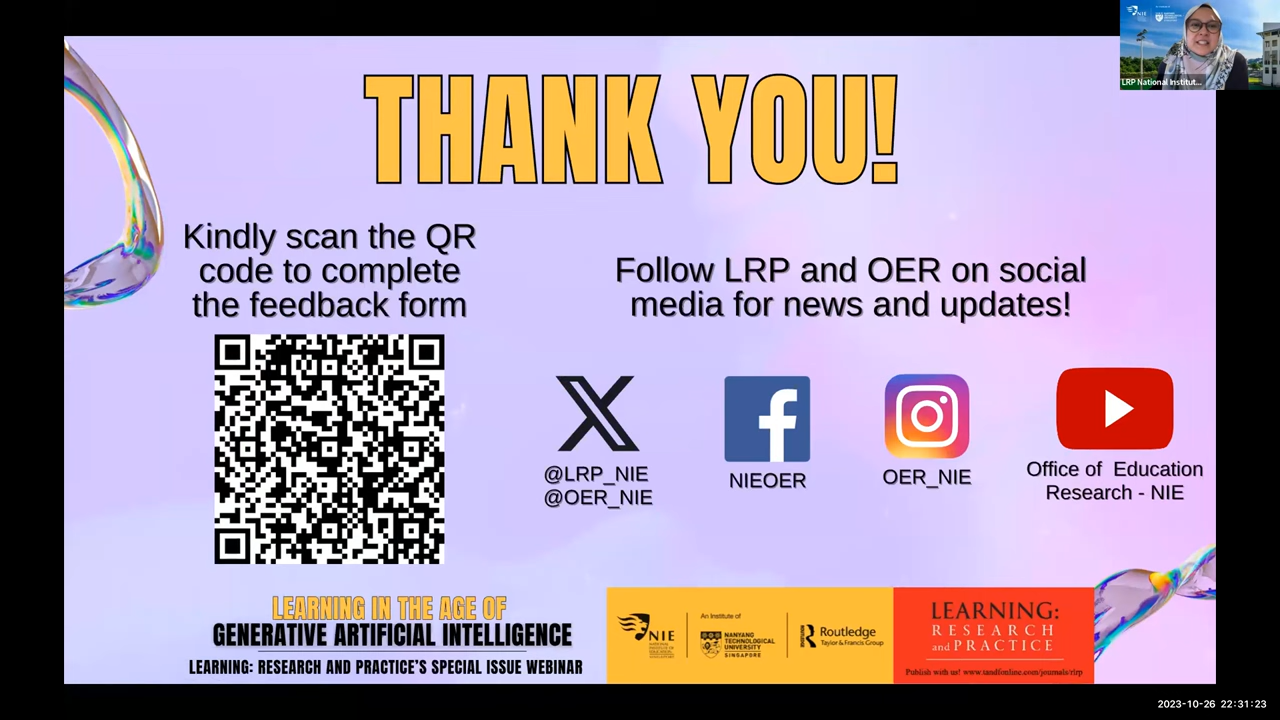 NIE
LRP National Institut...
THANK YOU!
Kindly scan the QR
code to complete
the feedback form
Follow LRP and OER on social
media for news and updates!
@LRP_NIE
@OER_NIE
NIEOER
OER_NIE
Office of Education
Research - NIE
LEARNING IN THE AGE OF
GENERATIVE ARTIFICIAL INTELLIGENCE
LEARNING: RESEARCH AND PRACTICE'S SPECIAL ISSUE WEBINAR
NIE
An Institute of
NANYANG
TECHNOLOGICAL
UNIVERSITY
SINGAPORE
Routledge
Taylor & Francis Group
LEARNING:
RESEARCH
and PRACTICE
Publish with us! www.tandfonline.com/journals/rlrp
2023-10-26 22:31:23